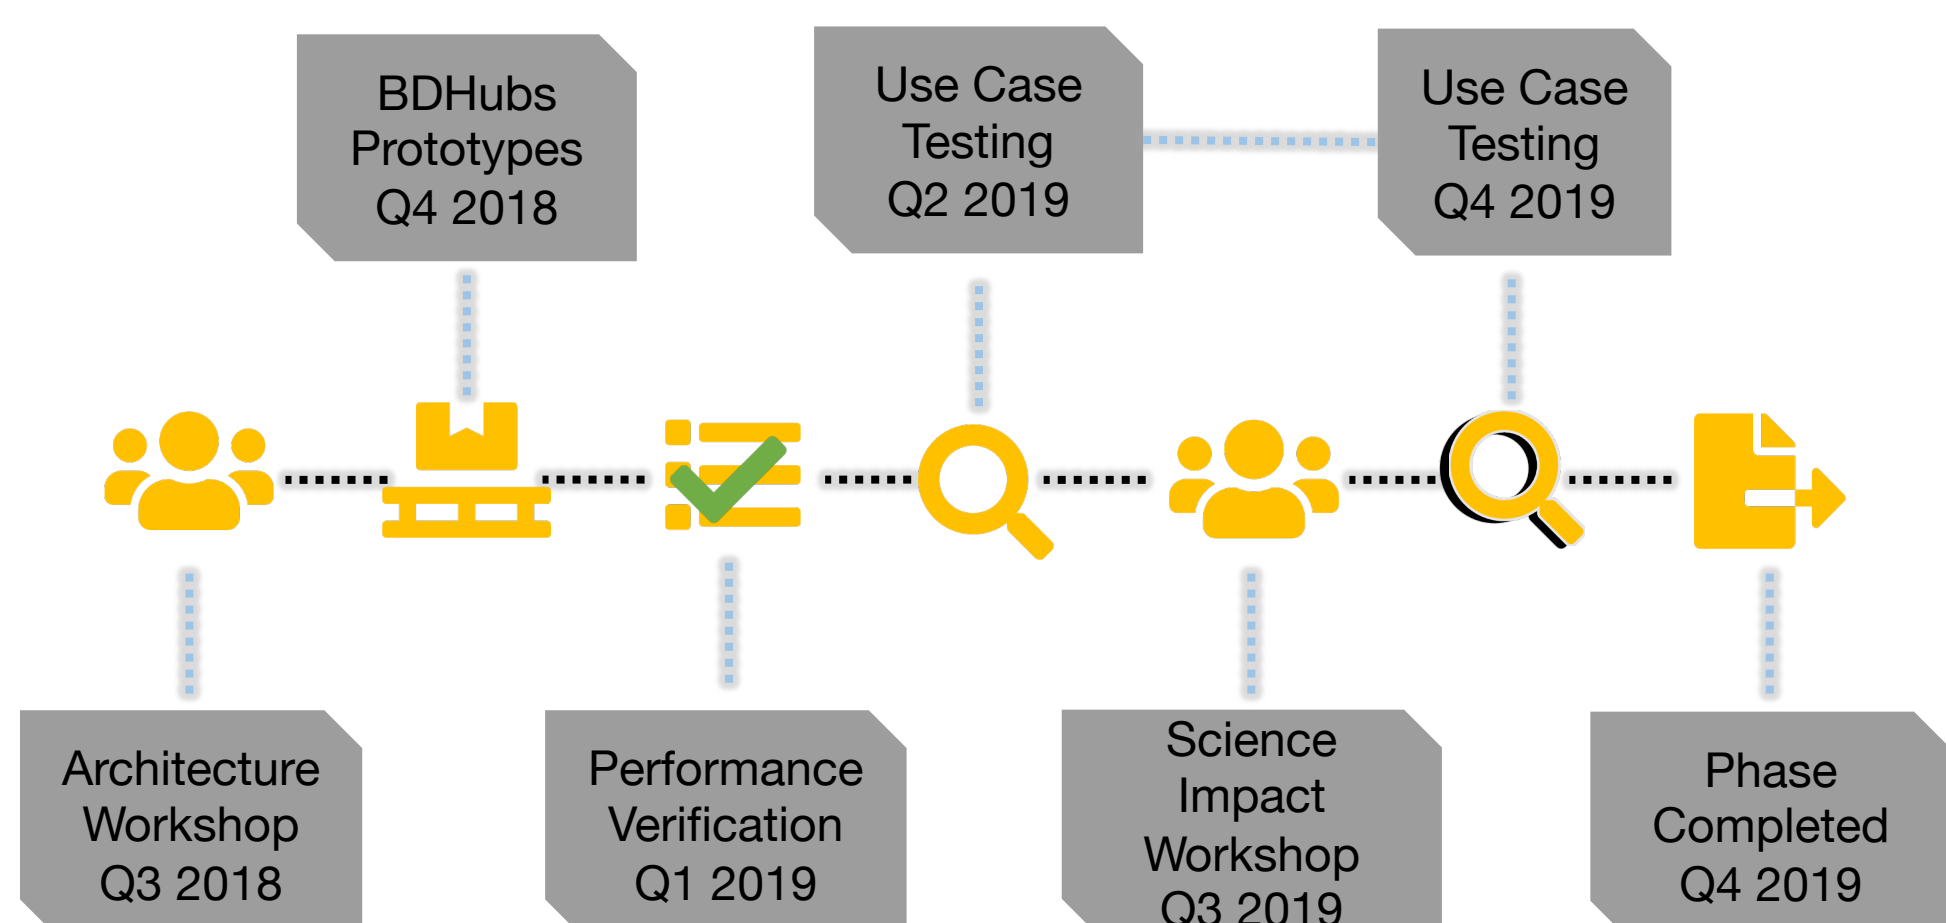 BDHubs
Prototypes
Q4 2018
Use Case
Testing
Q2 2019
Use Case
Testing
Q4 2019
Architecture
Workshop
Q3 2018
Performance
Verification
Q1 2019
Science
Impact
Workshop
Q3 2019
Phase
Completed
Q4 2019